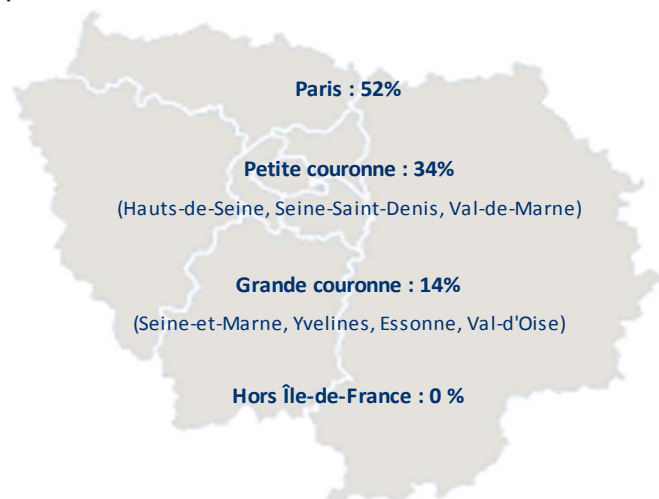 Paris : 52%
Petite couronne : 34%
(Hauts-de-Seine, Seine-Saint-Denis, Val-de-Marne)
Grande couronne : 14%
(Seine-et-Marne, Yvelines, Essonne, Val-d'Oise)
Hors Île-de-France : 0 %